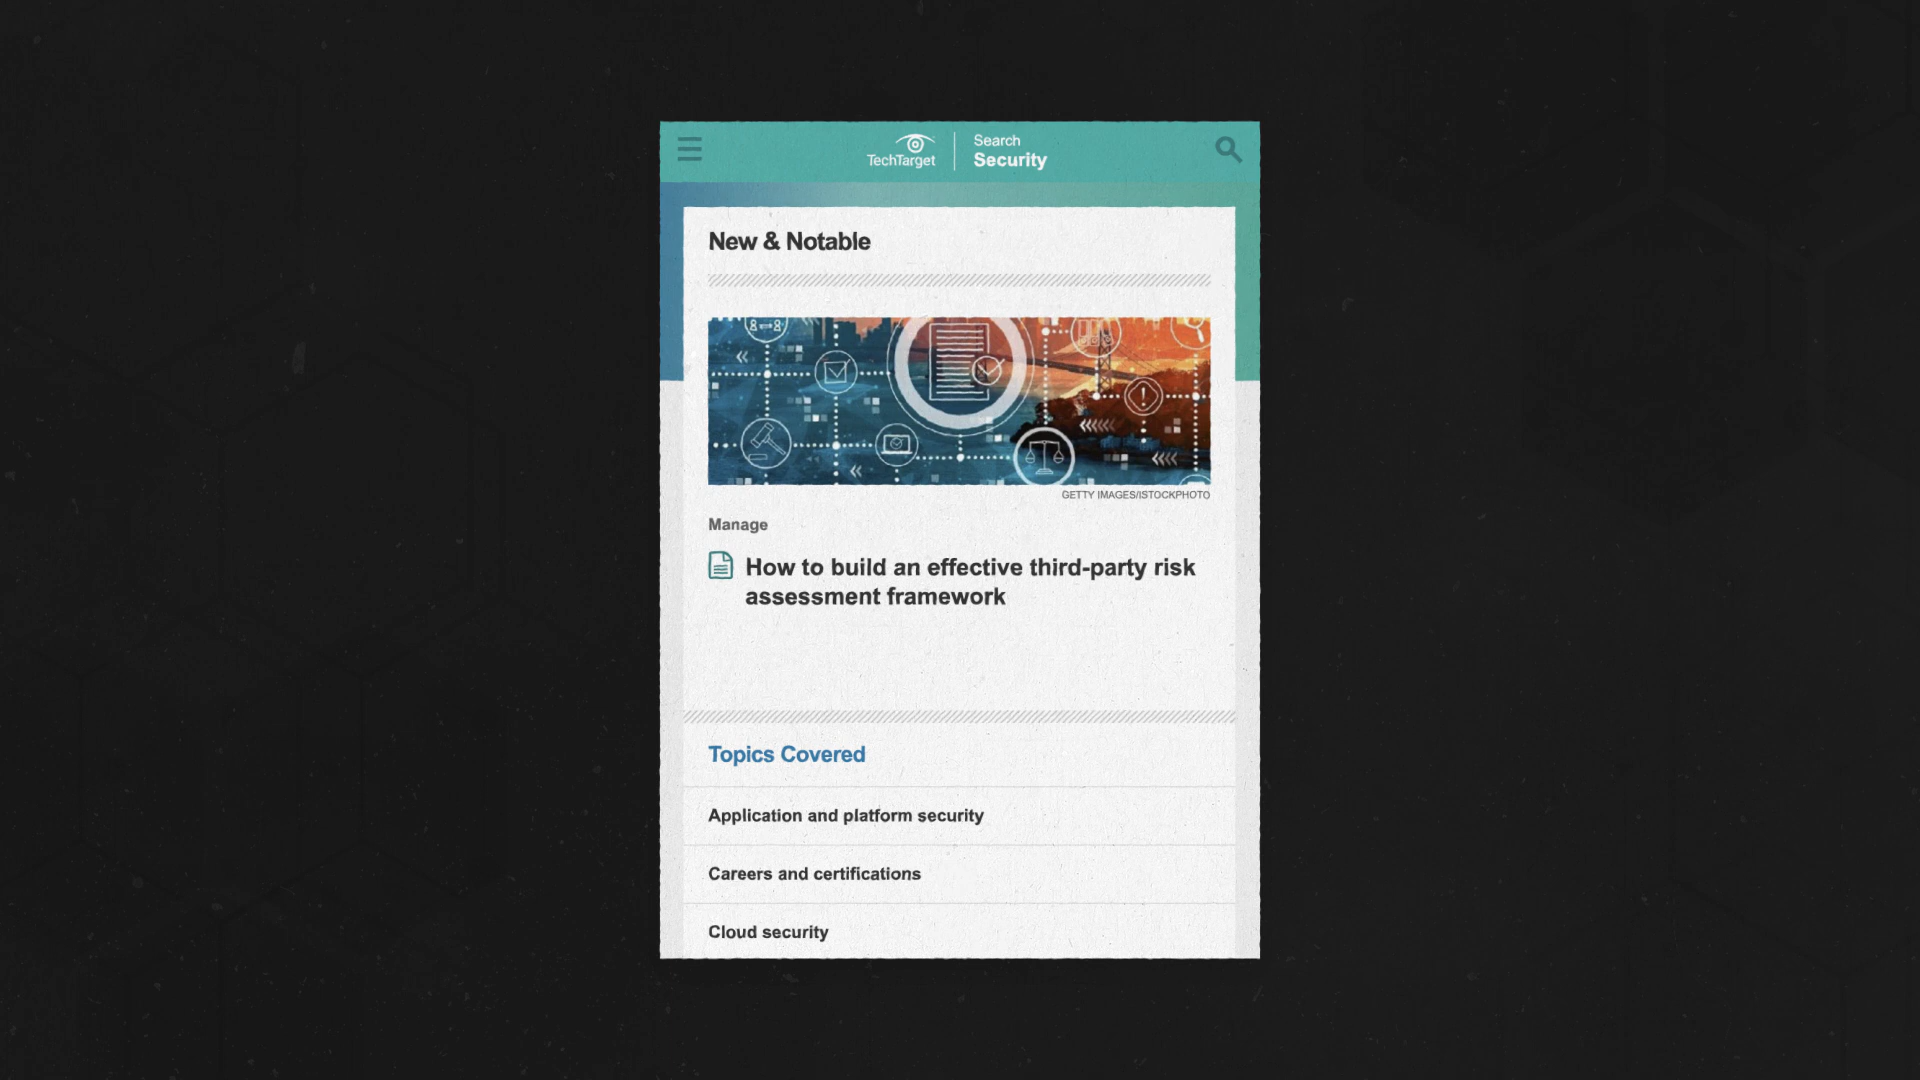 TechTarget
Search
Security
New & Notable
GETTY IMAGES/ISTOCKPHOTO
Manage
How to build an effective third-party risk
assessment framework
Topics Covered
Application and platform security
Careers and certifications
Cloud security